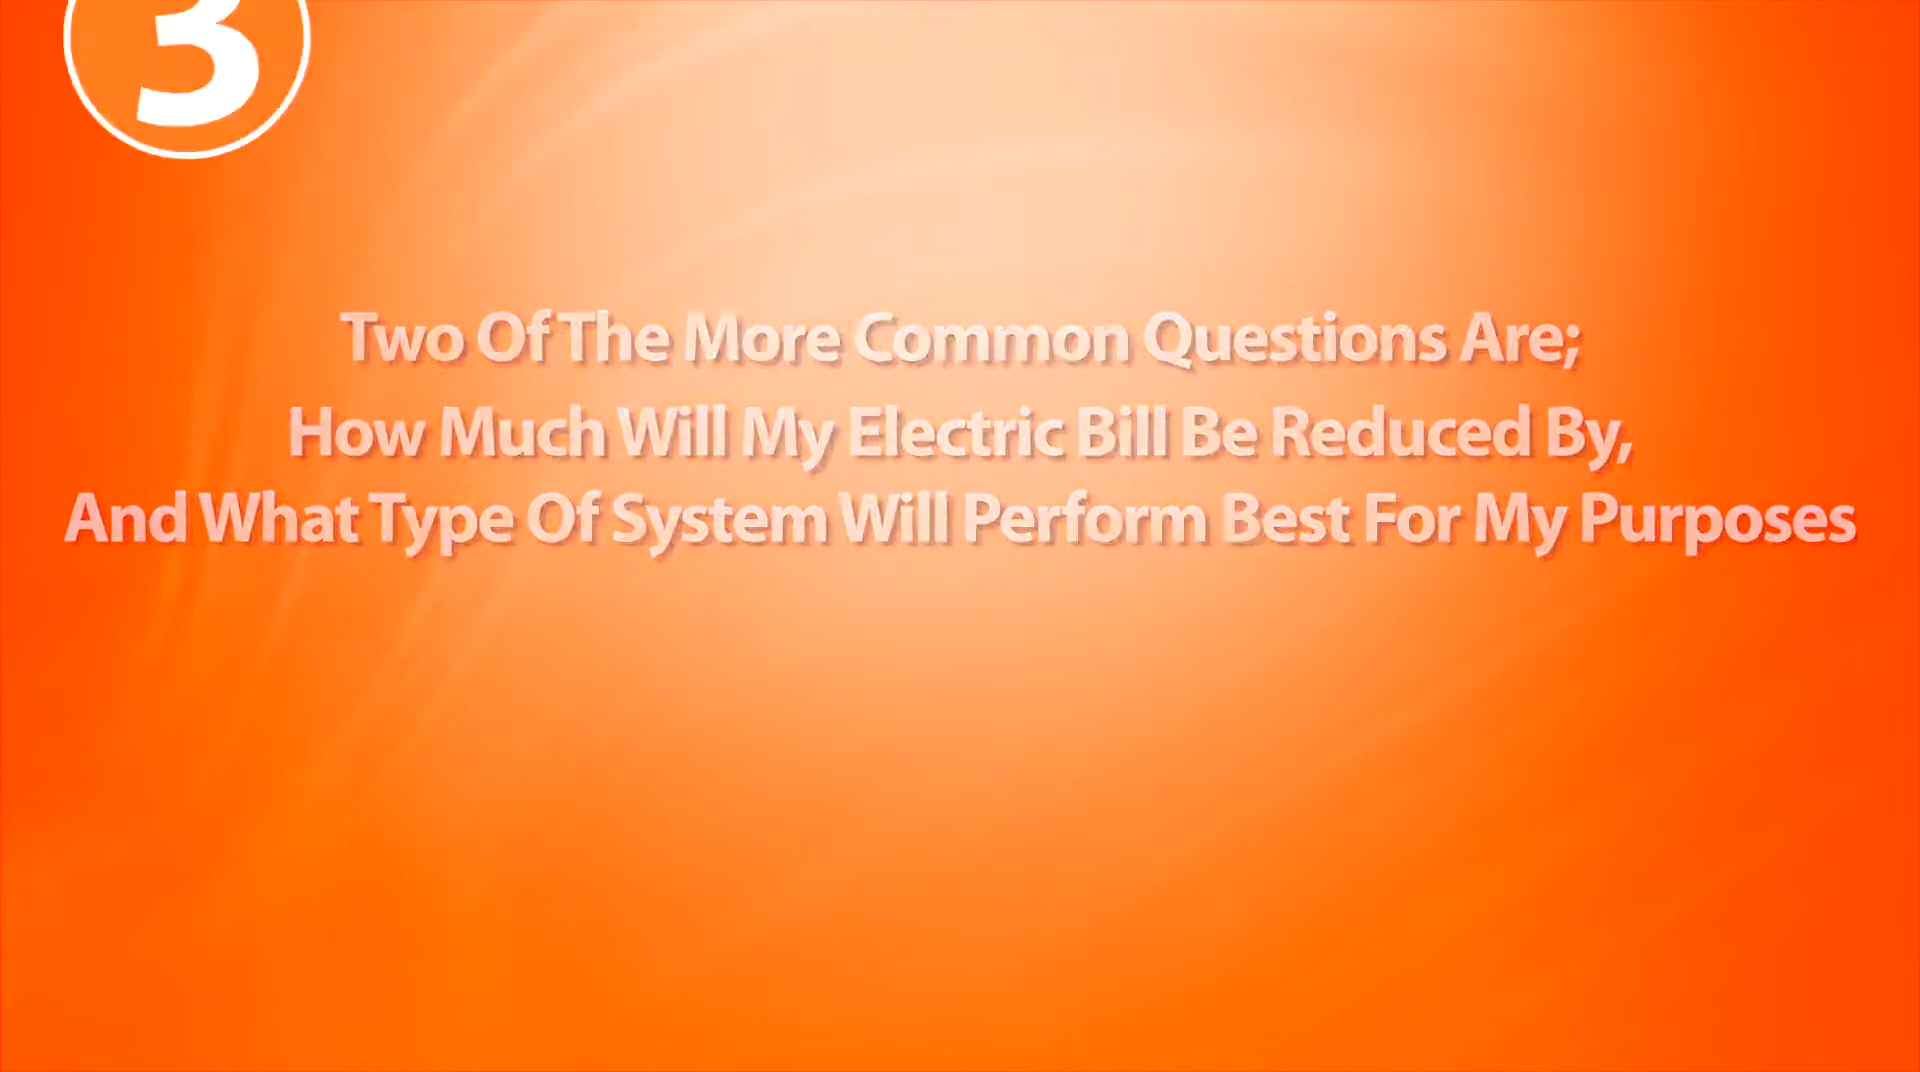 3
Two Of The More Common Questions Are;
How Much Will My Electric Bill Be Reduced By,
And What Type Of System Will Perform Best For My Purposes